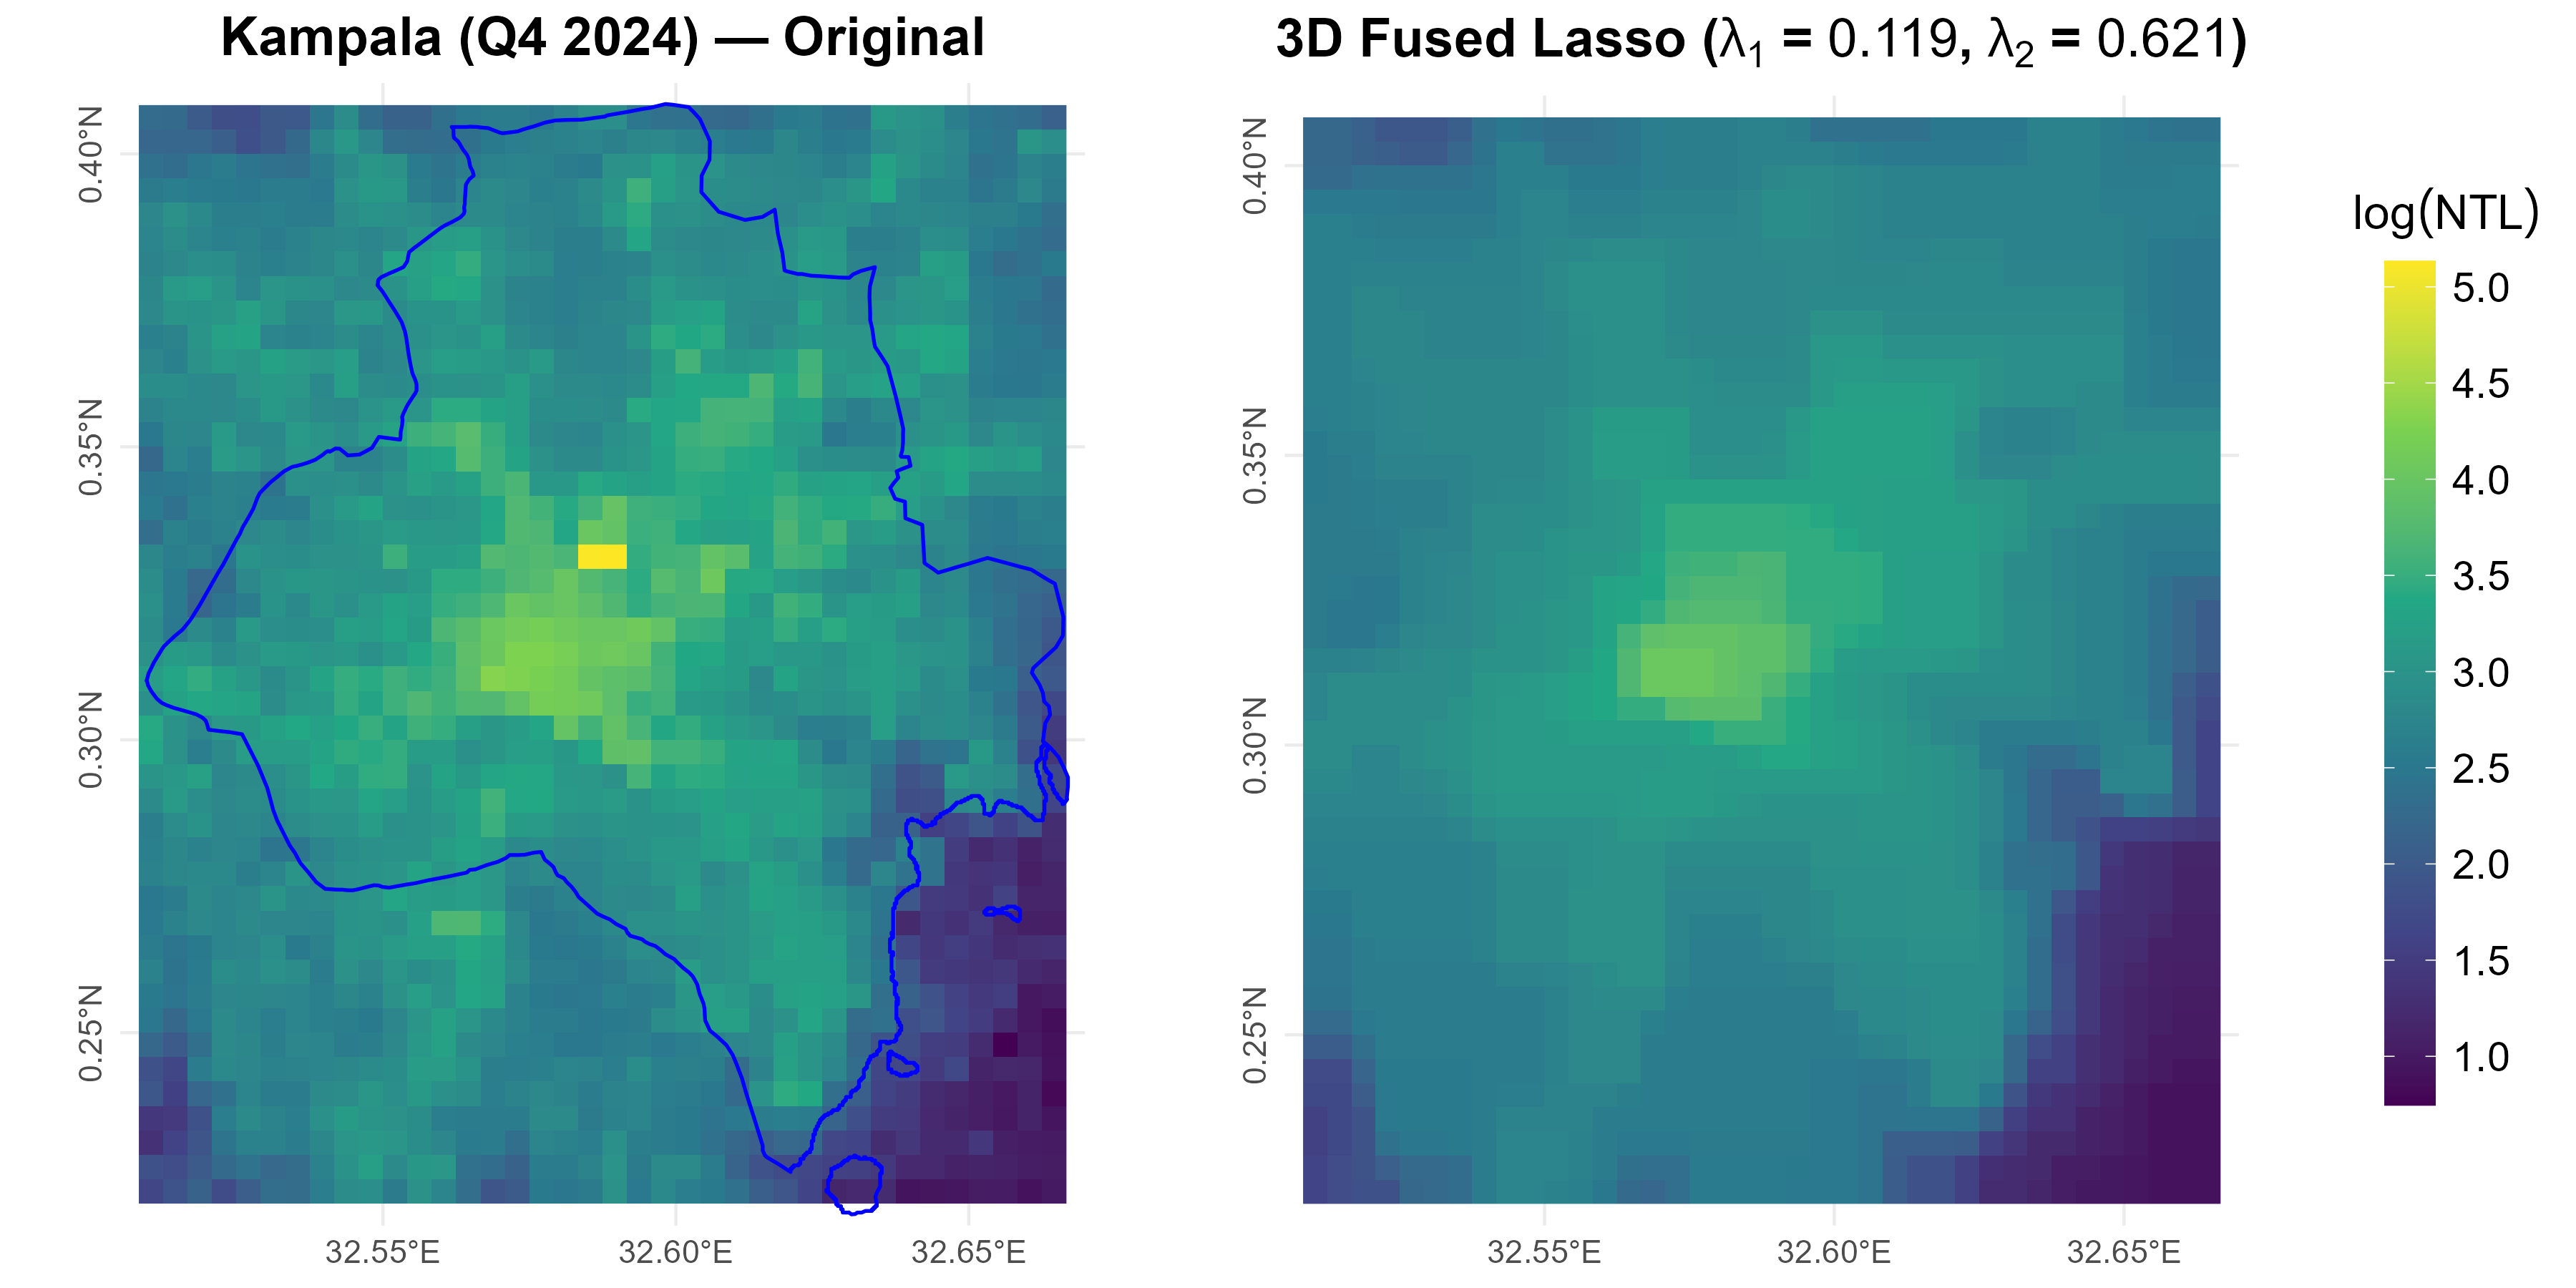 Kampala (Q4 2024) — Original
0.40°N
0.35°N
0.30°N
0.25°N
32.55°E
32.60°E
32.65°E
3D Fused Lasso (λ₁ = 0.119, λ₂ = 0.621)
0.40°N
0.35°N
0.30°N
0.25°N
32.55°E
32.60°E
32.65°E
log(NTL)
5.0
4.5
4.0
3.5
3.0
2.5
2.0
1.5
1.0